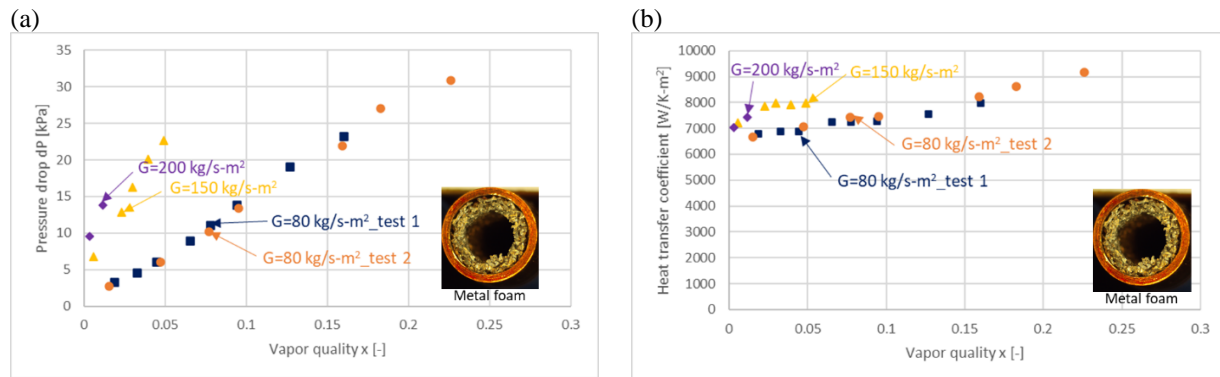 (a)
35
30
25
20
15
10
5
0
Pressure drop dP [kPa]
G=200 kg/s-m²
G=150 kg/s-m²
G=80 kg/s-m²_test 1
G=80 kg/s-m²_test 2
Metal foam
0 0.05 0.1 0.15 0.2 0.25 0.3
Vapor quality x [-]
(b)
10000
9000
8000
7000
6000
5000
4000
3000
2000
1000
0
Heat transfer coefficient [W/K-m²]
G=200 kg/s-m²
G=150 kg/s-m²
G=80 kg/s-m²_test 2
G=80 kg/s-m²_test 1
Metal foam
0 0.05 0.1 0.15 0.2 0.25 0.3
Vapor quality x [-]